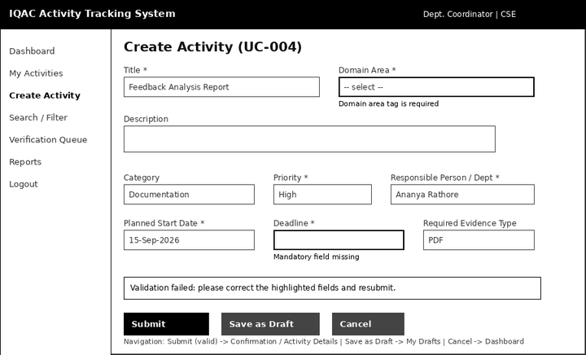 IQAC Activity Tracking System
Dept. Coordinator | CSE
Dashboard
My Activities
Create Activity
Search / Filter
Verification Queue
Reports
Logout
Create Activity (UC-004)
Title *
Domain Area *
Feedback Analysis Report
-- select --
Domain area tag is required
Description
Category
Priority *
Responsible Person / Dept *
Documentation
High
Ananya Rathore
Planned Start Date *
Deadline *
Required Evidence Type
15-Sep-2026
PDF
Mandatory field missing
Validation failed: please correct the highlighted fields and resubmit.
Submit
Save as Draft
Cancel
Navigation: Submit (valid) -> Confirmation / Activity Details | Save as Draft -> My Drafts | Cancel -> Dashboard